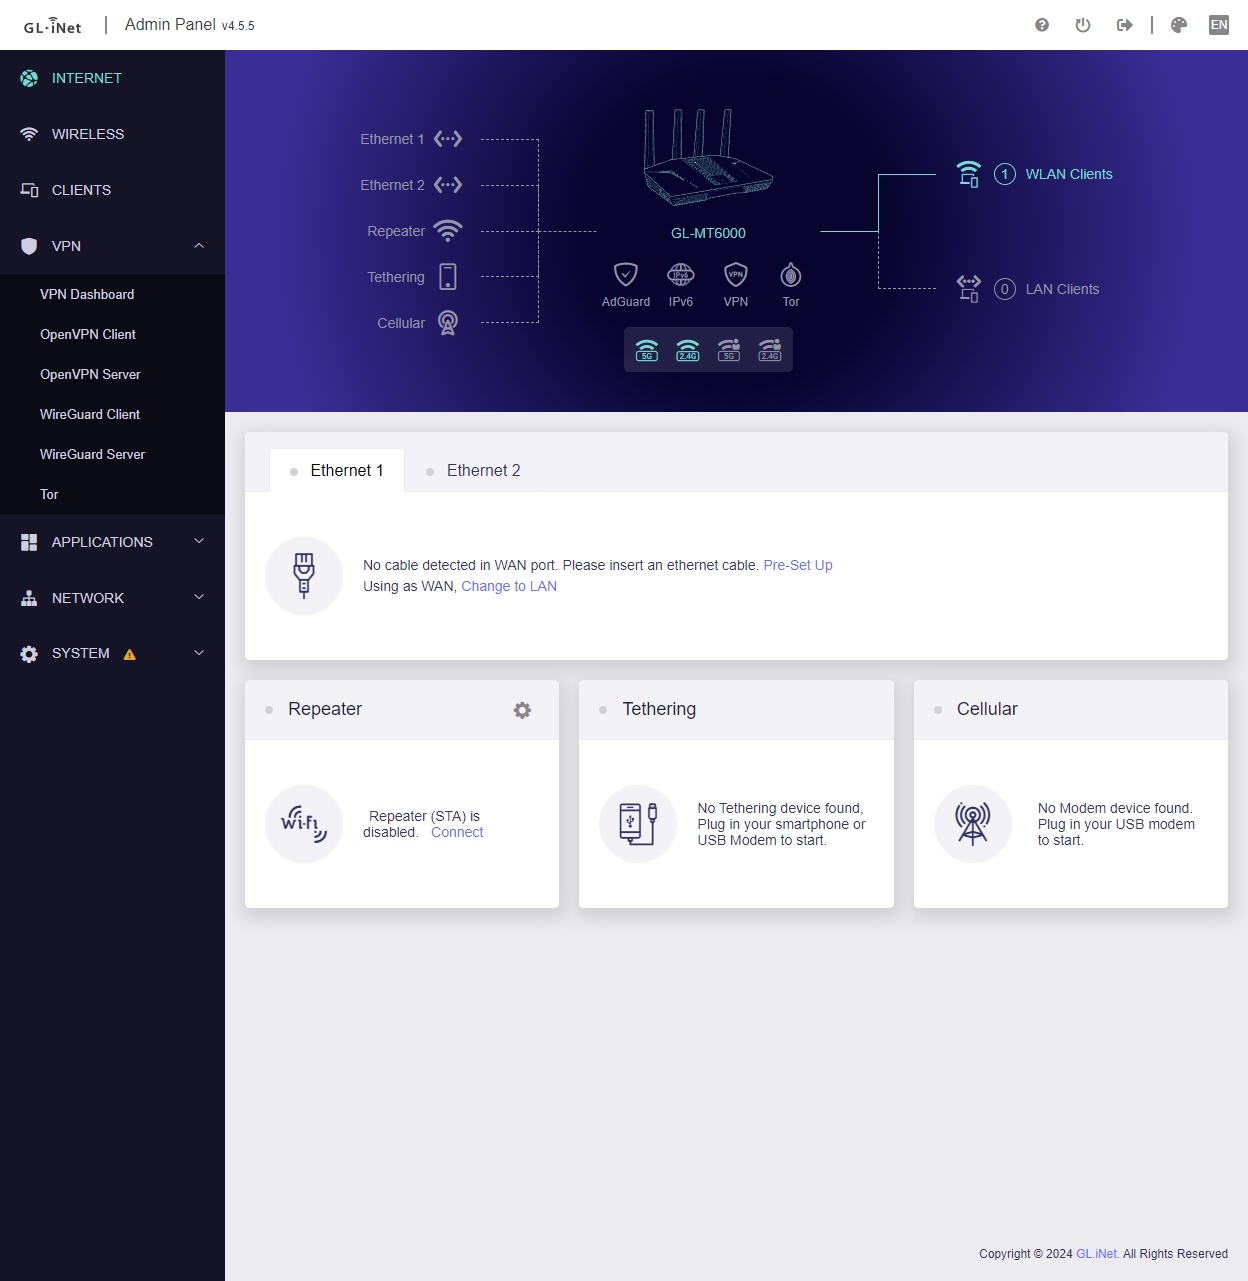 GL·iNet
Admin Panel v4.5.5
EN
INTERNET
WIRELESS
CLIENTS
VPN
VPN Dashboard
OpenVPN Client
OpenVPN Server
WireGuard Client
WireGuard Server
Tor
APPLICATIONS
NETWORK
SYSTEM
Ethernet 1
Ethernet 2
Repeater
Tethering
Cellular
GL-MT6000
IPv6
VPN
AdGuard
IPv6
VPN
Tor
5G
2.4G
5G
2.4G
1 WLAN Clients
0 LAN Clients
Ethernet 1
Ethernet 2
No cable detected in WAN port. Please insert an ethernet cable. Pre-Set Up
Using as WAN, Change to LAN
Repeater
Wi-Fi
Repeater (STA) is
disabled. Connect
Tethering
No Tethering device found,
Plug in your smartphone or
USB Modem to start.
Cellular
No Modem device found.
Plug in your USB modem
to start.
Copyright © 2024 GL.iNet. All Rights Reserved